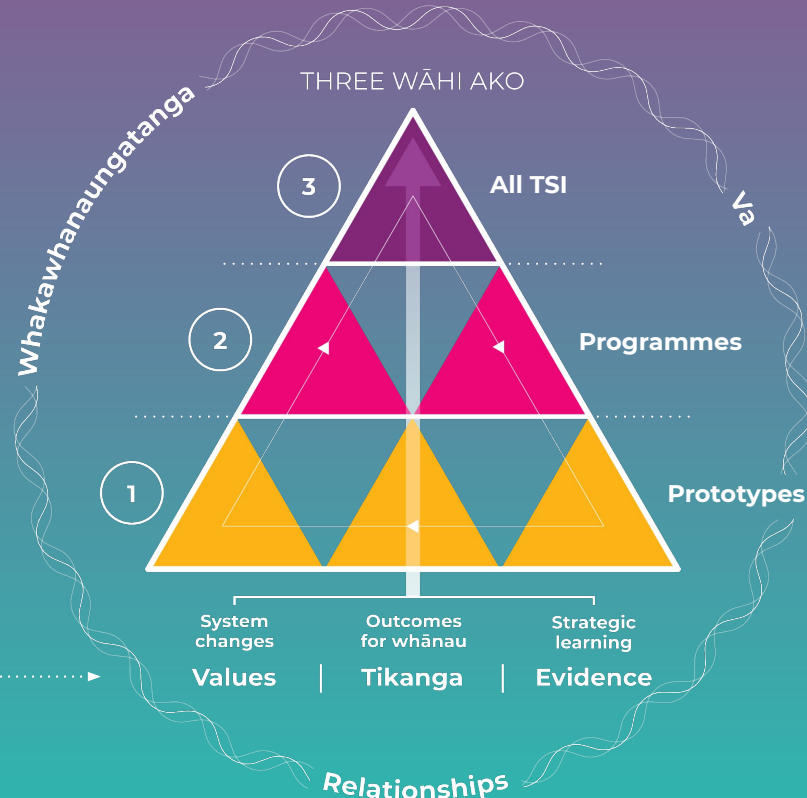 THREE WĀHI AKO
Whakawhanaungatanga
Va
3
All TSI
2
Programmes
1
Prototypes
System
changes
Outcomes
for whānau
Strategic
learning
Values | Tikanga | Evidence
Relationships